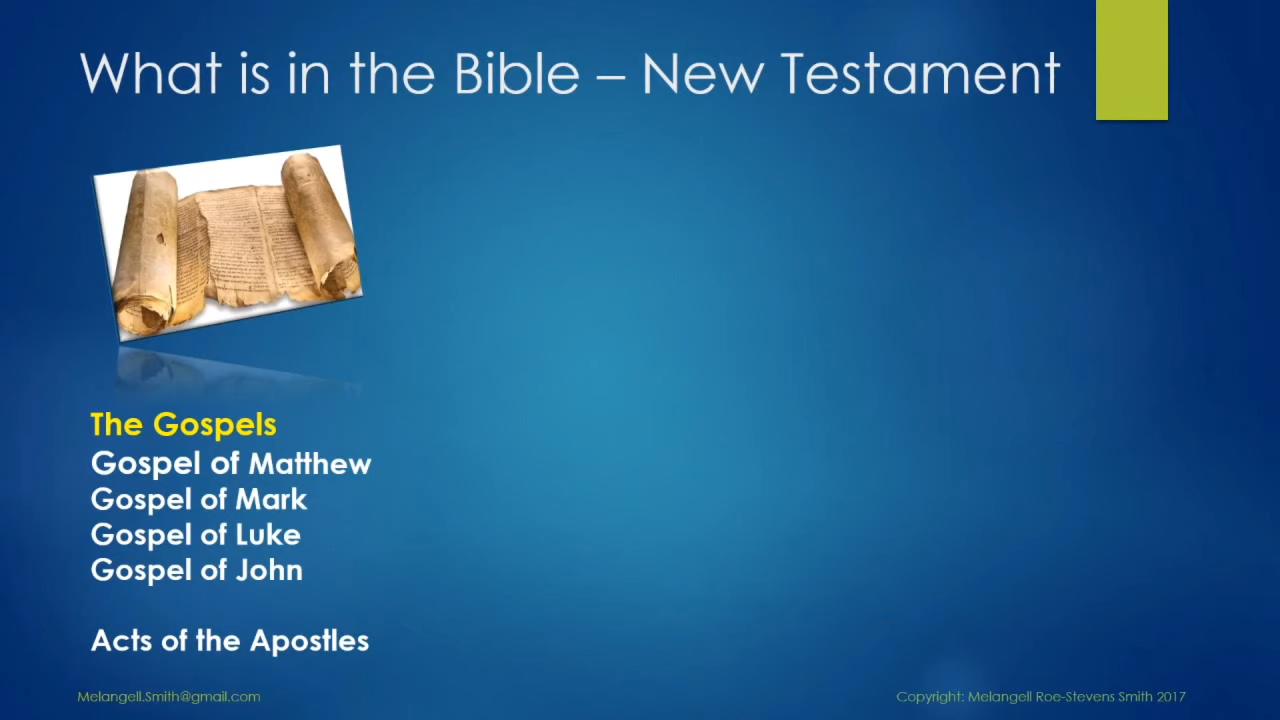 What is in the Bible – New Testament
The Gospels
Gospel of Matthew
Gospel of Mark
Gospel of Luke
Gospel of John
Acts of the Apostles
Melangell.Smith@gmail.com
Copyright: Melangell Roe-Stevens Smith 2017